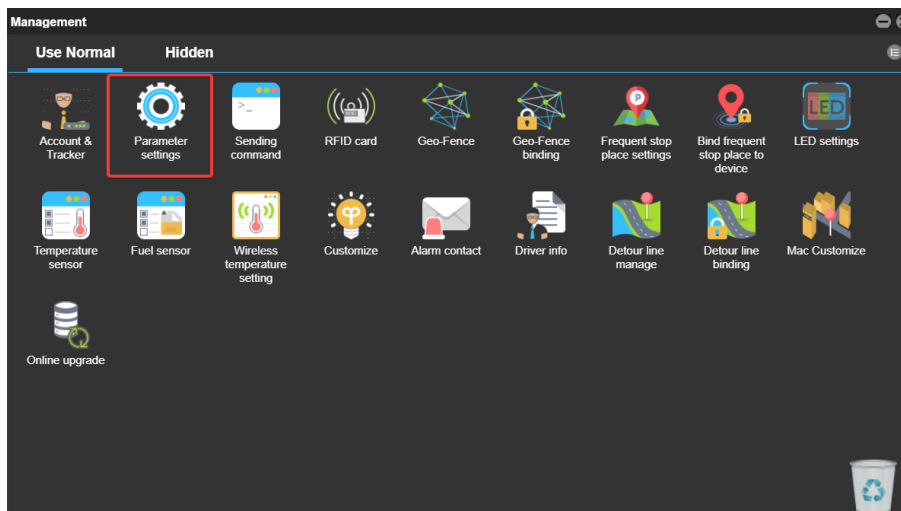 Management
Use Normal
Hidden
Account &
Tracker
Parameter
settings
>_
Sending
command
RFID card
Geo-Fence
Geo-Fence
binding
P
Frequent stop
place settings
Bind frequent
stop place to
device
LED
LED settings
Temperature
sensor
Fuel sensor
Wireless
temperature
setting
Customize
Alarm contact
Driver info
Detour line
manage
Detour line
binding
Mac Customize
Online upgrade